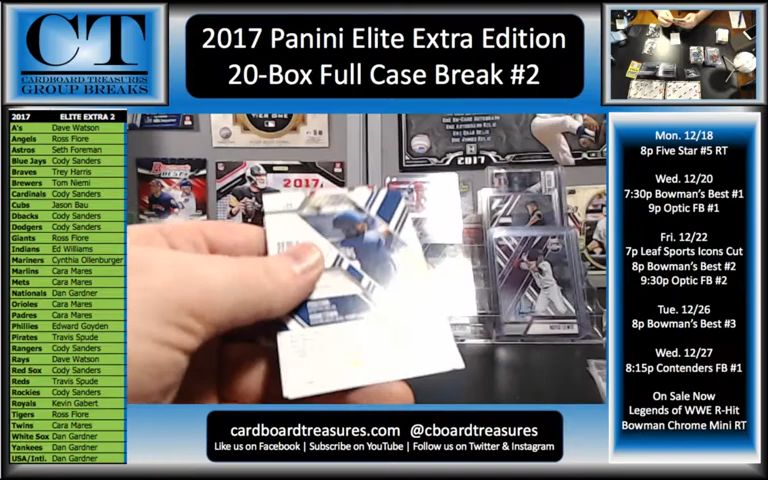 CT
CARDBOARD TREASURES
GROUP BREAKS
2017 Panini Elite Extra Edition
20-Box Full Case Break #2
2017 ELITE EXTRA 2
A's Dave Watson
Angels Ross Flore
Astros Seth Foreman
Blue Jays Cody Sanders
Braves Trey Harris
Brewers Tom Niemi
Cardinals Cody Sanders
Cubs Jason Bau
Dbacks Cody Sanders
Dodgers Cody Sanders
Giants Ross Flore
Indians Ed Williams
Mariners Cynthia Ollenburger
Marlins Cara Mares
Mets Cara Mares
Nationals Dan Gardner
Orioles Cara Mares
Padres Cara Mares
Phillies Edward Goyden
Pirates Travis Spude
Rangers Cody Sanders
Rays Dave Watson
Red Sox Cody Sanders
Reds Travis Spude
Rockies Cody Sanders
Royals Kevin Gabert
Tigers Ross Flore
Twins Cara Mares
White Sox Dan Gardner
Yankees Dan Gardner
USA/Intl. Dan Gardner
TIER ONE
2017
BEST
2017
Mon. 12/18
8p Five Star #5 RT
Wed. 12/20
7:30p Bowman's Best #1
9p Optic FB #1
Fri. 12/22
7p Leaf Sports Icons Cut
8p Bowman's Best #2
9:30p Optic FB #2
Tue. 12/26
8p Bowman's Best #3
Wed. 12/27
8:15p Contenders FB #1
On Sale Now
Legends of WWE R-Hit
Bowman Chrome Mini RT
cardboardtreasures.com @cboardtreasures
Like us on Facebook | Subscribe on YouTube | Follow us on Twitter & Instagram